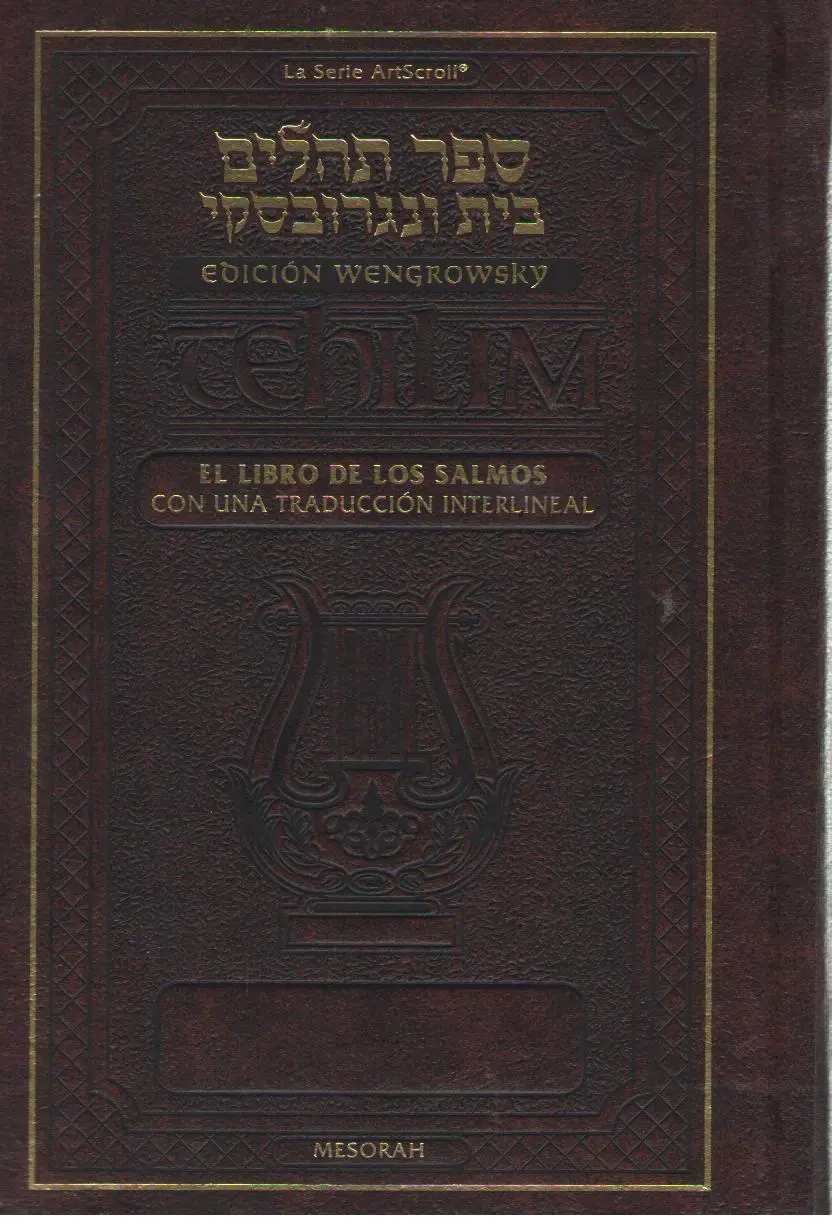 La Serie ArtScroll®
ספר תהלים
בית ונגרובסקי
EDICIÓN WENGROWSKY
TEHILIM
EL LIBRO DE LOS SALMOS
CON UNA TRADUCCIÓN INTERLINEAL
MESORAH